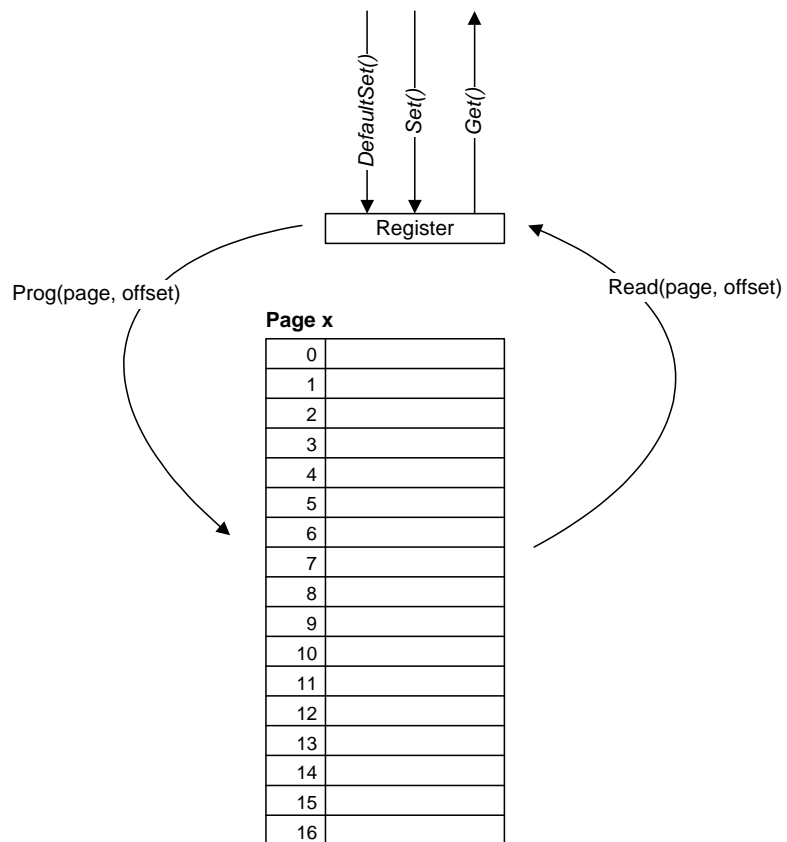 DefaultSet()
Set()
Get()
Register
Prog(page, offset)
Read(page, offset)
Page x
0
1
2
3
4
5
6
7
8
9
10
11
12
13
14
15
16